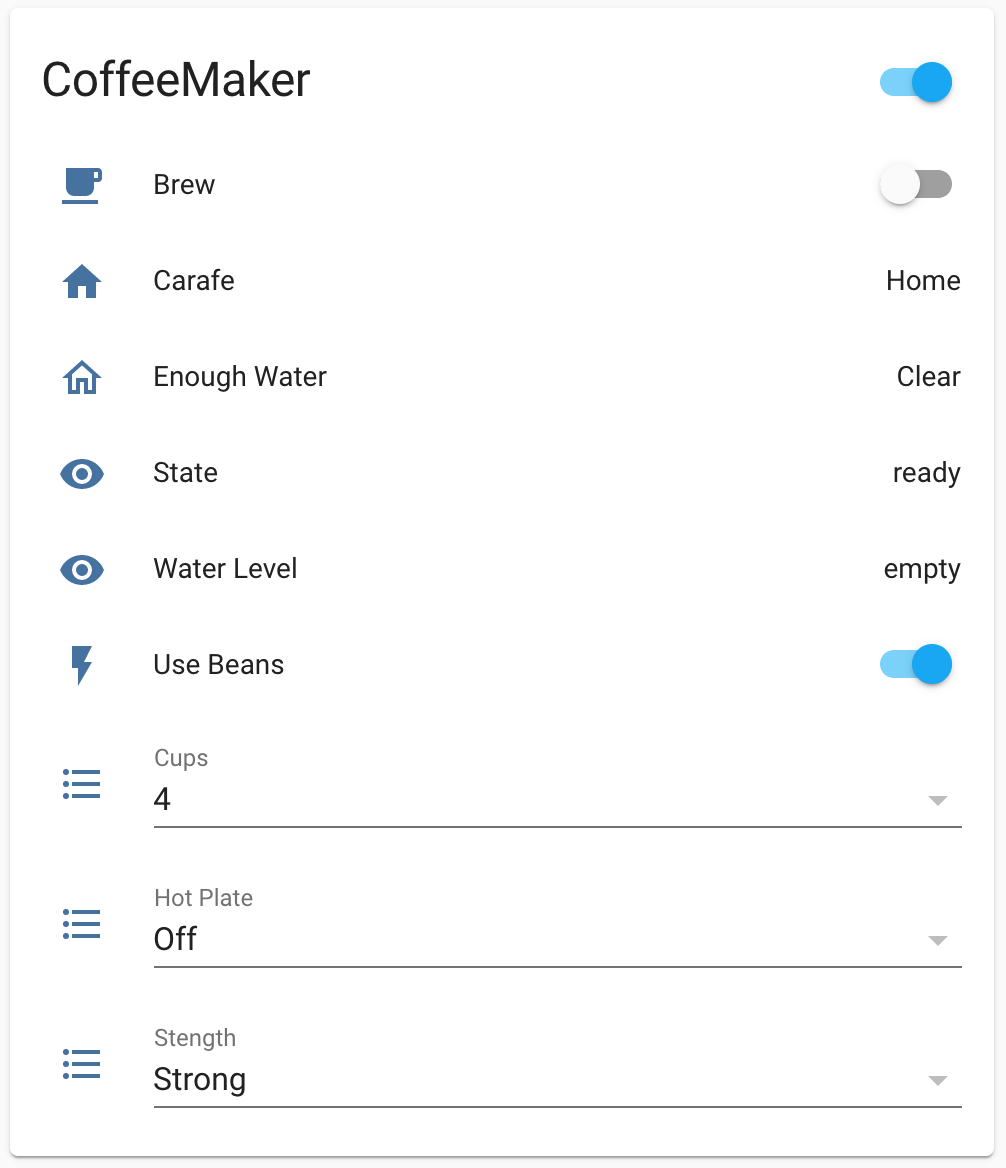 CoffeeMaker
Brew
Carafe Home
Enough Water Clear
State ready
Water Level empty
Use Beans
Cups
4
Hot Plate
Off
Stength
Strong